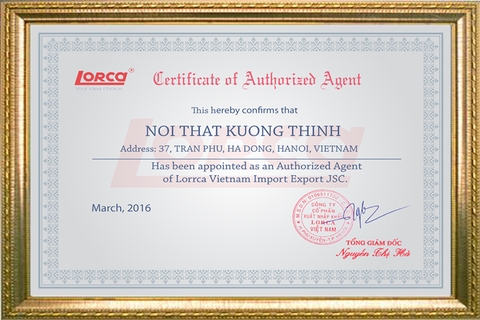 LORCA®
Certificate of Authorized Agent
This hereby confirms that
NOI THAT KUONG THINH
Address: 37, TRAN PHU, HA DONG, HANOI, VIETNAM
Has been appointed as an Authorized Agent
of Lorrca Vietnam Import Export JSC.
March, 2016
CÔNG TY
CỔ PHẦN
XUẤT NHẬP KHẨU
LORCA
VIỆT NAM
TỔNG GIÁM ĐỐC
Nguyễn Thị Hà